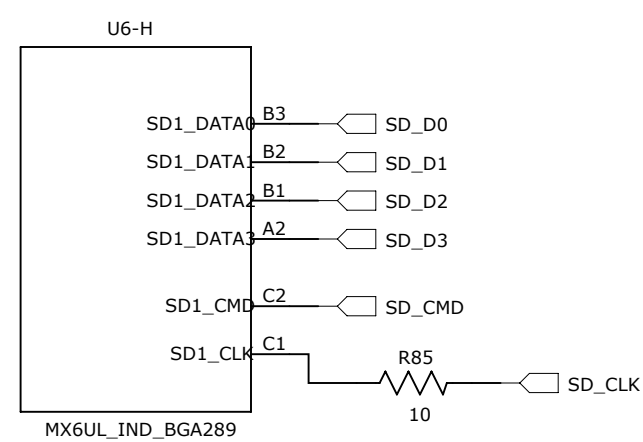 U6-H
SD1_DATA0 B3 SD_D0
SD1_DATA1 B2 SD_D1
SD1_DATA2 B1 SD_D2
SD1_DATA3 A2 SD_D3
SD1_CMD C2 SD_CMD
SD1_CLK C1
R85
SD_CLK
10
MX6UL_IND_BGA289